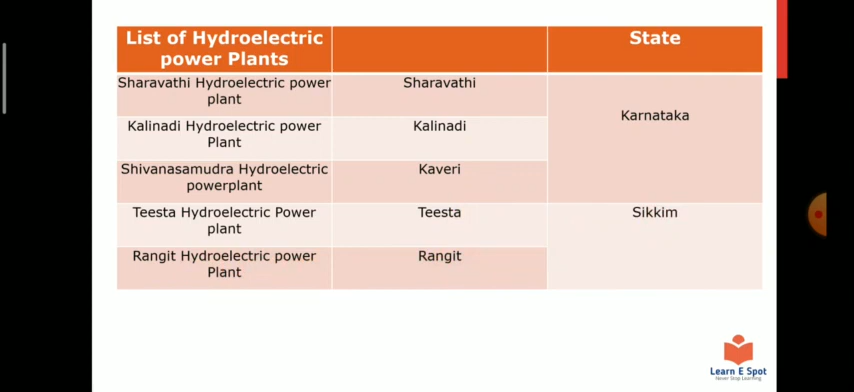 List of Hydroelectric State
power Plants
Sharavathi Hydroelectric power Sharavathi
plant
Karnataka
Kalinadi Hydroelectric power Kalinadi
Plant
Shivanasamudra Hydroelectric Kaveri
powerplant
Teesta Hydroelectric Power Teesta Sikkim
plant
Rangit Hydroelectric power Rangit
Plant
Learn E Spot
Never Stop Learning